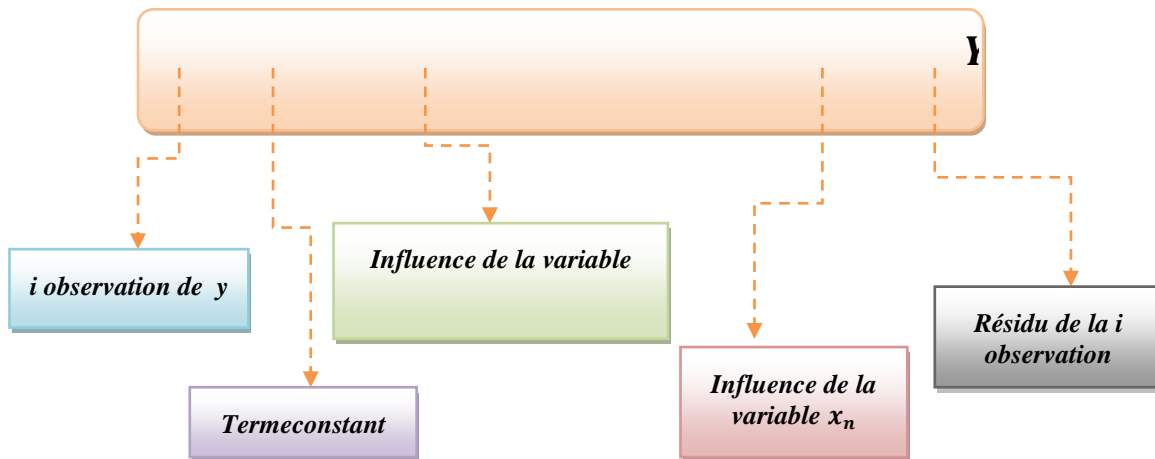 Y
Influence de la variable
i observation de y
Résidu de la i
observation
Influence de la
variable xₙ
Termeconstant